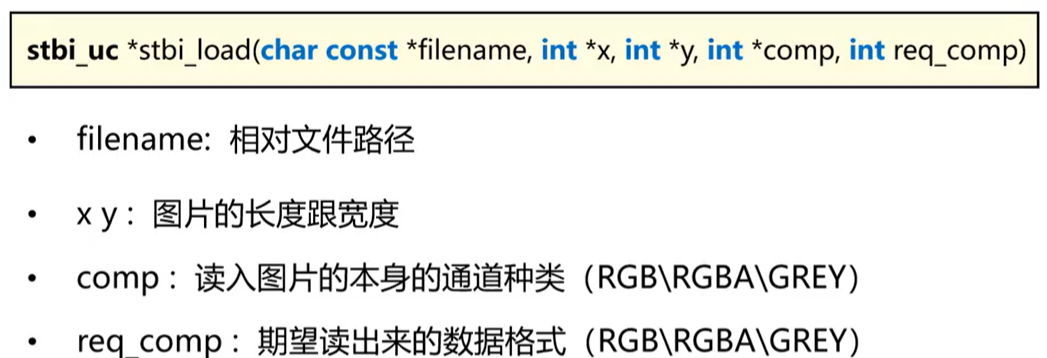 stbi_uc *stbi_load(char const *filename, int *x, int *y, int *comp, int req_comp)
• filename: 相对文件路径
• x y : 图片的长度跟宽度
• comp : 读入图片的本身的通道种类（RGB\RGBA\GREY）
• req_comp : 期望读出来的数据格式（RGB\RGBA\GREY）